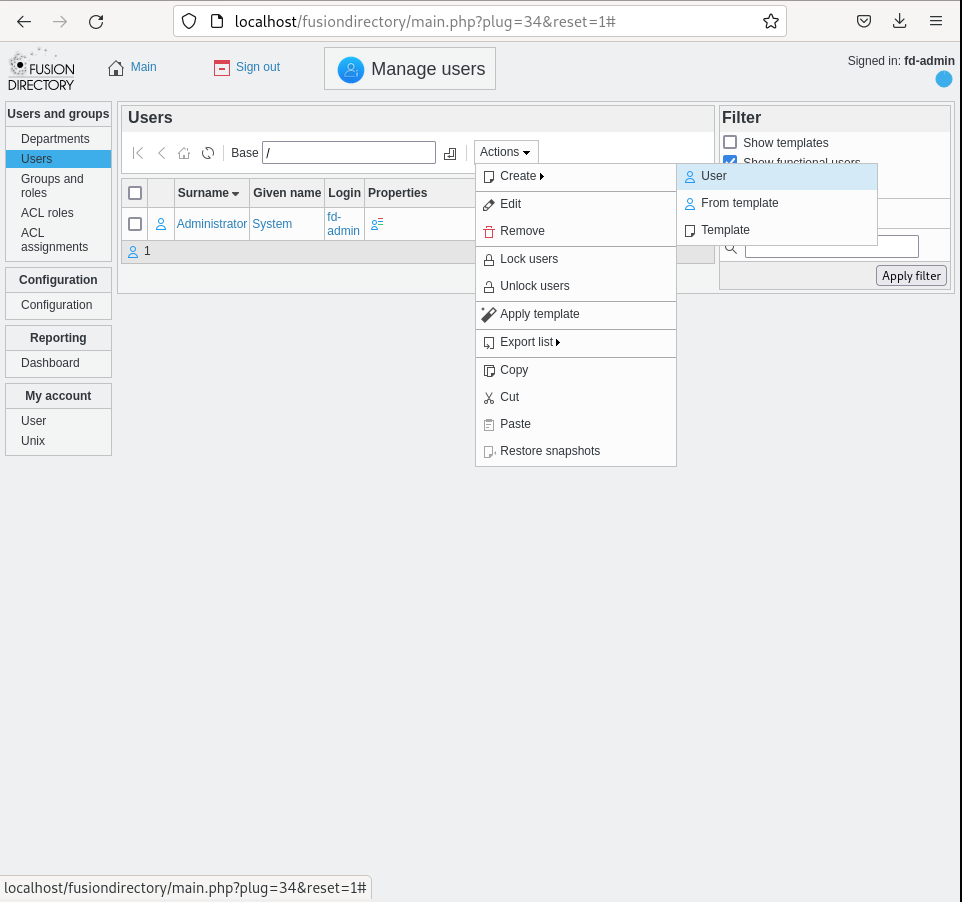 localhost/fusiondirectory/main.php?plug=34&reset=1#
FUSION
DIRECTORY
Main
Sign out
Manage users
Signed in: fd-admin
Users and groups
Departments
Users
Groups and
roles
ACL roles
ACL
assignments
Configuration
Configuration
Reporting
Dashboard
My account
User
Unix
Users
Base /
Actions
Surname Given name Login Properties
Administrator System fd-
admin
1
Create
Edit
Remove
Lock users
Unlock users
Apply template
Export list
Copy
Cut
Paste
Restore snapshots
User
From template
Template
Filter
Show templates
Show functional users
Apply filter
localhost/fusiondirectory/main.php?plug=34&reset=1#